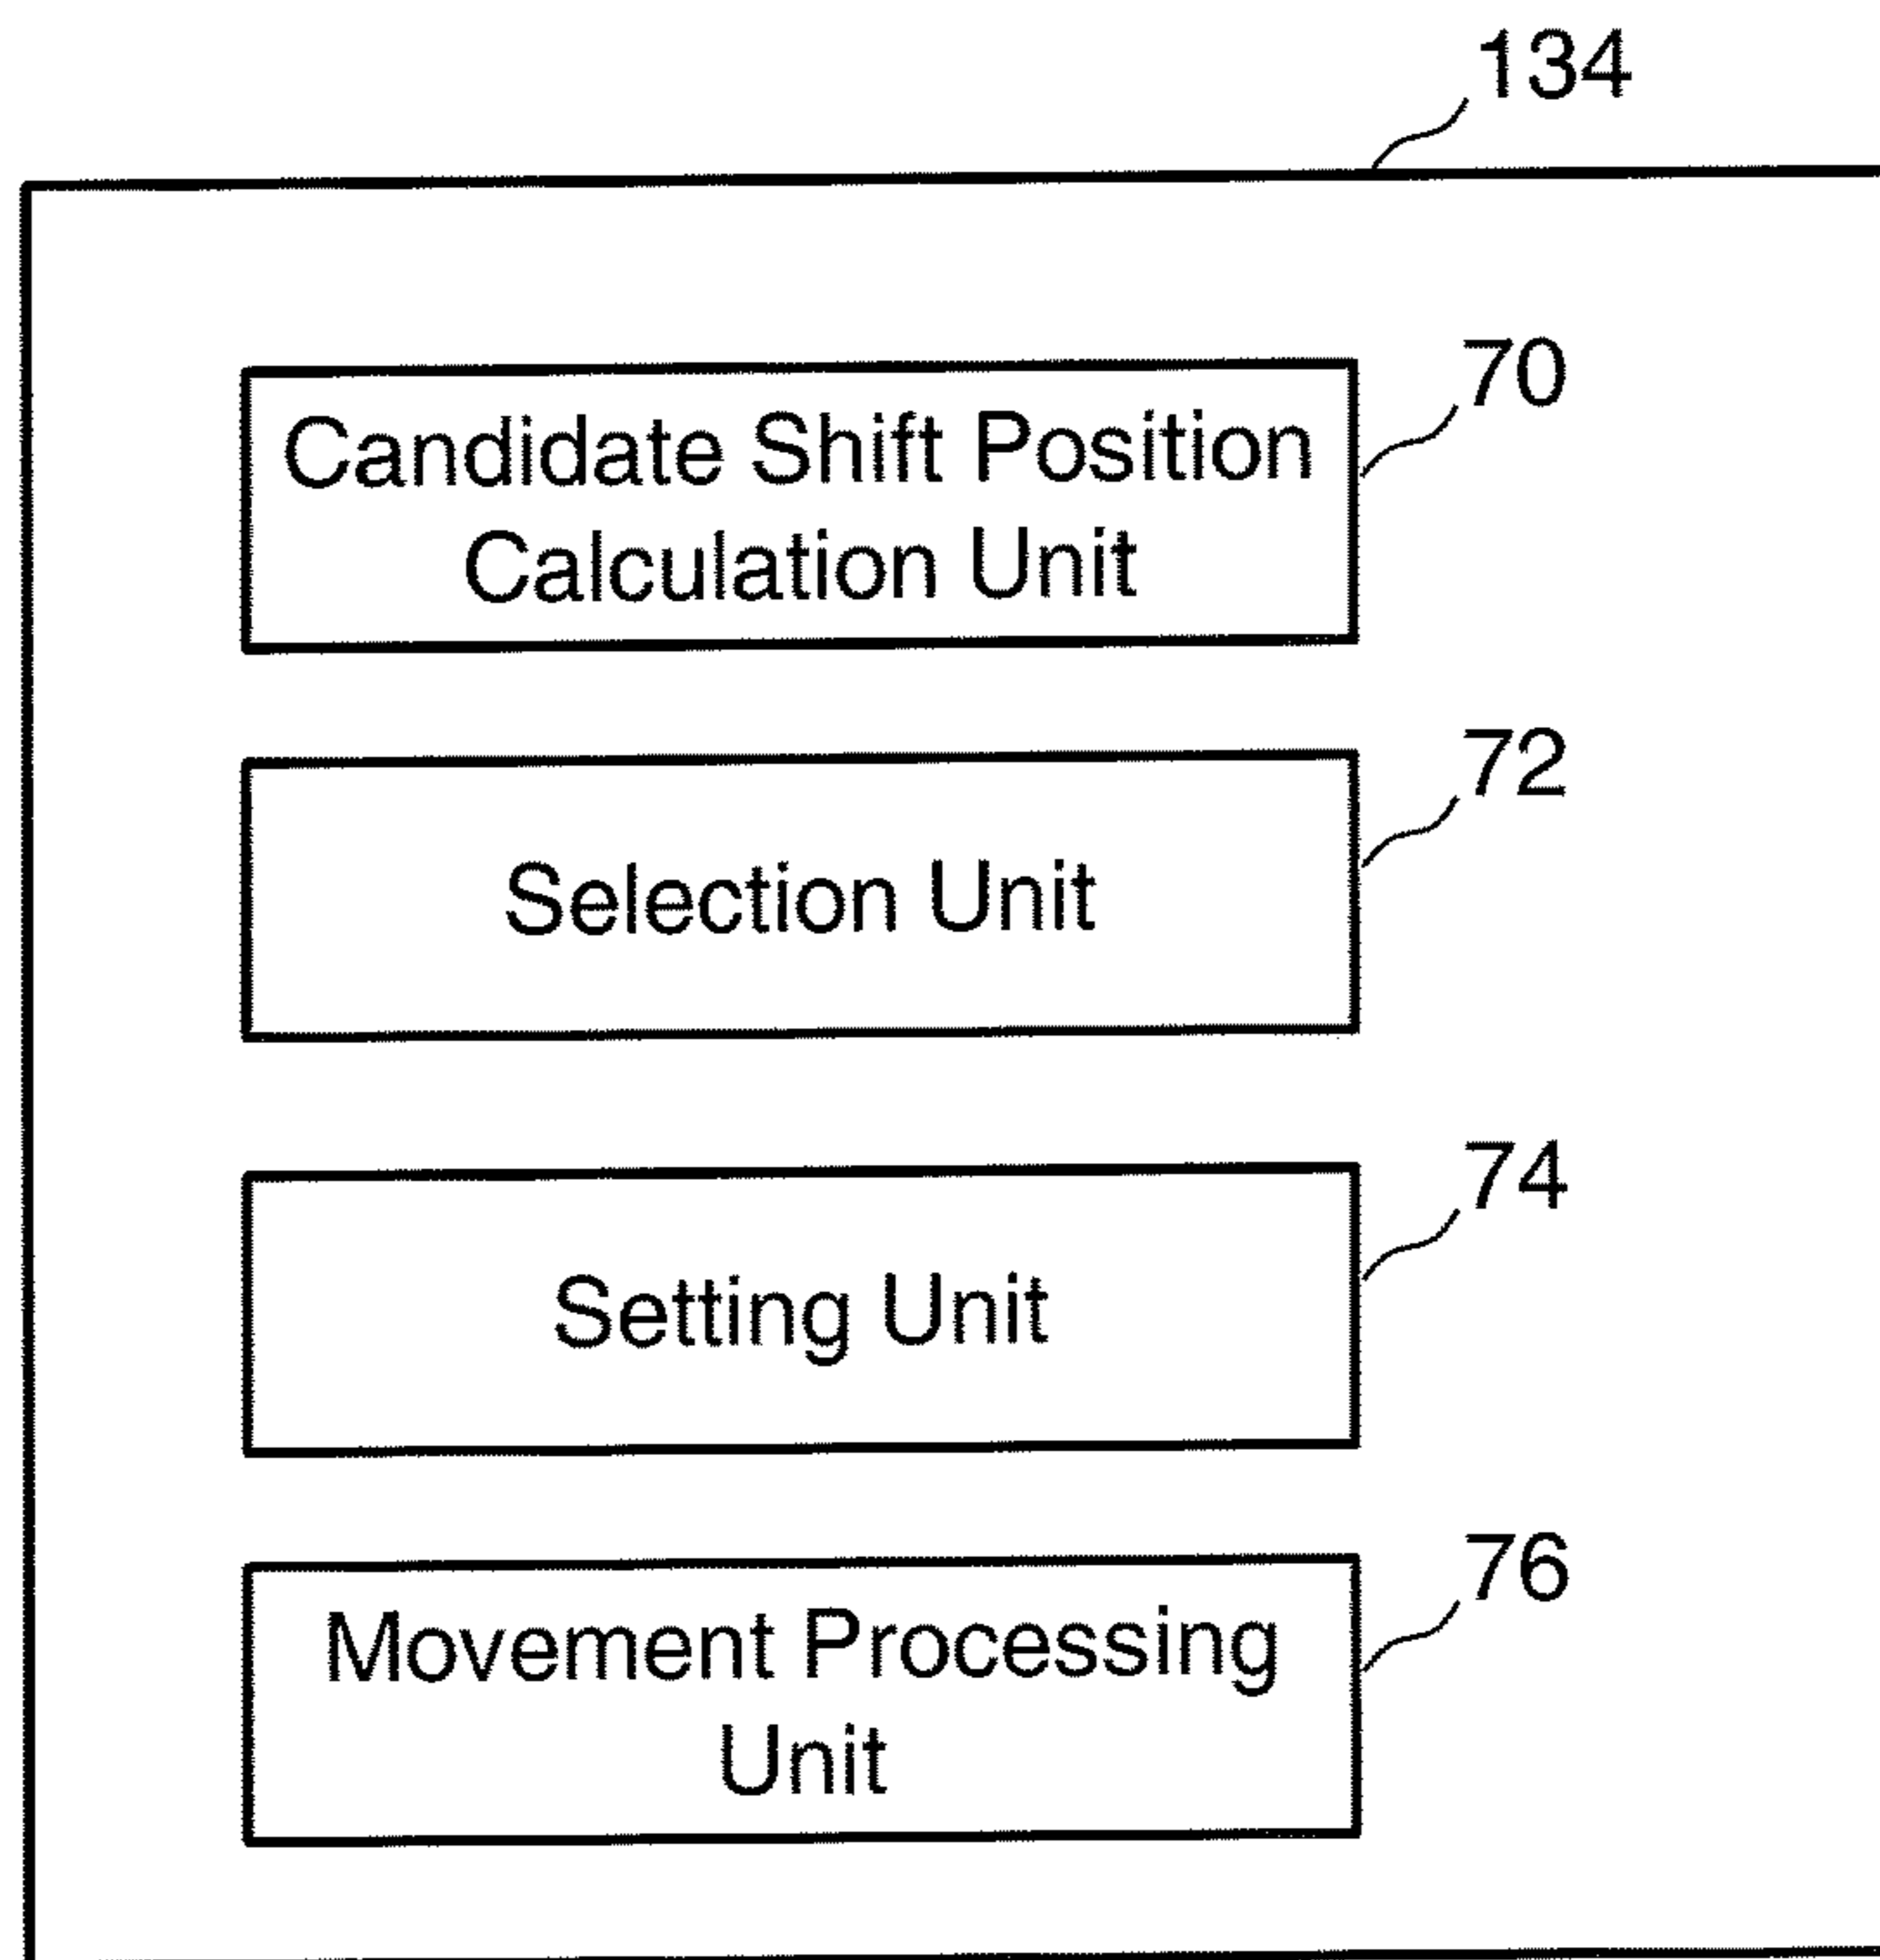 134
70
Candidate Shift Position
Calculation Unit
72
Selection Unit
74
Setting Unit
76
Movement Processing
Unit